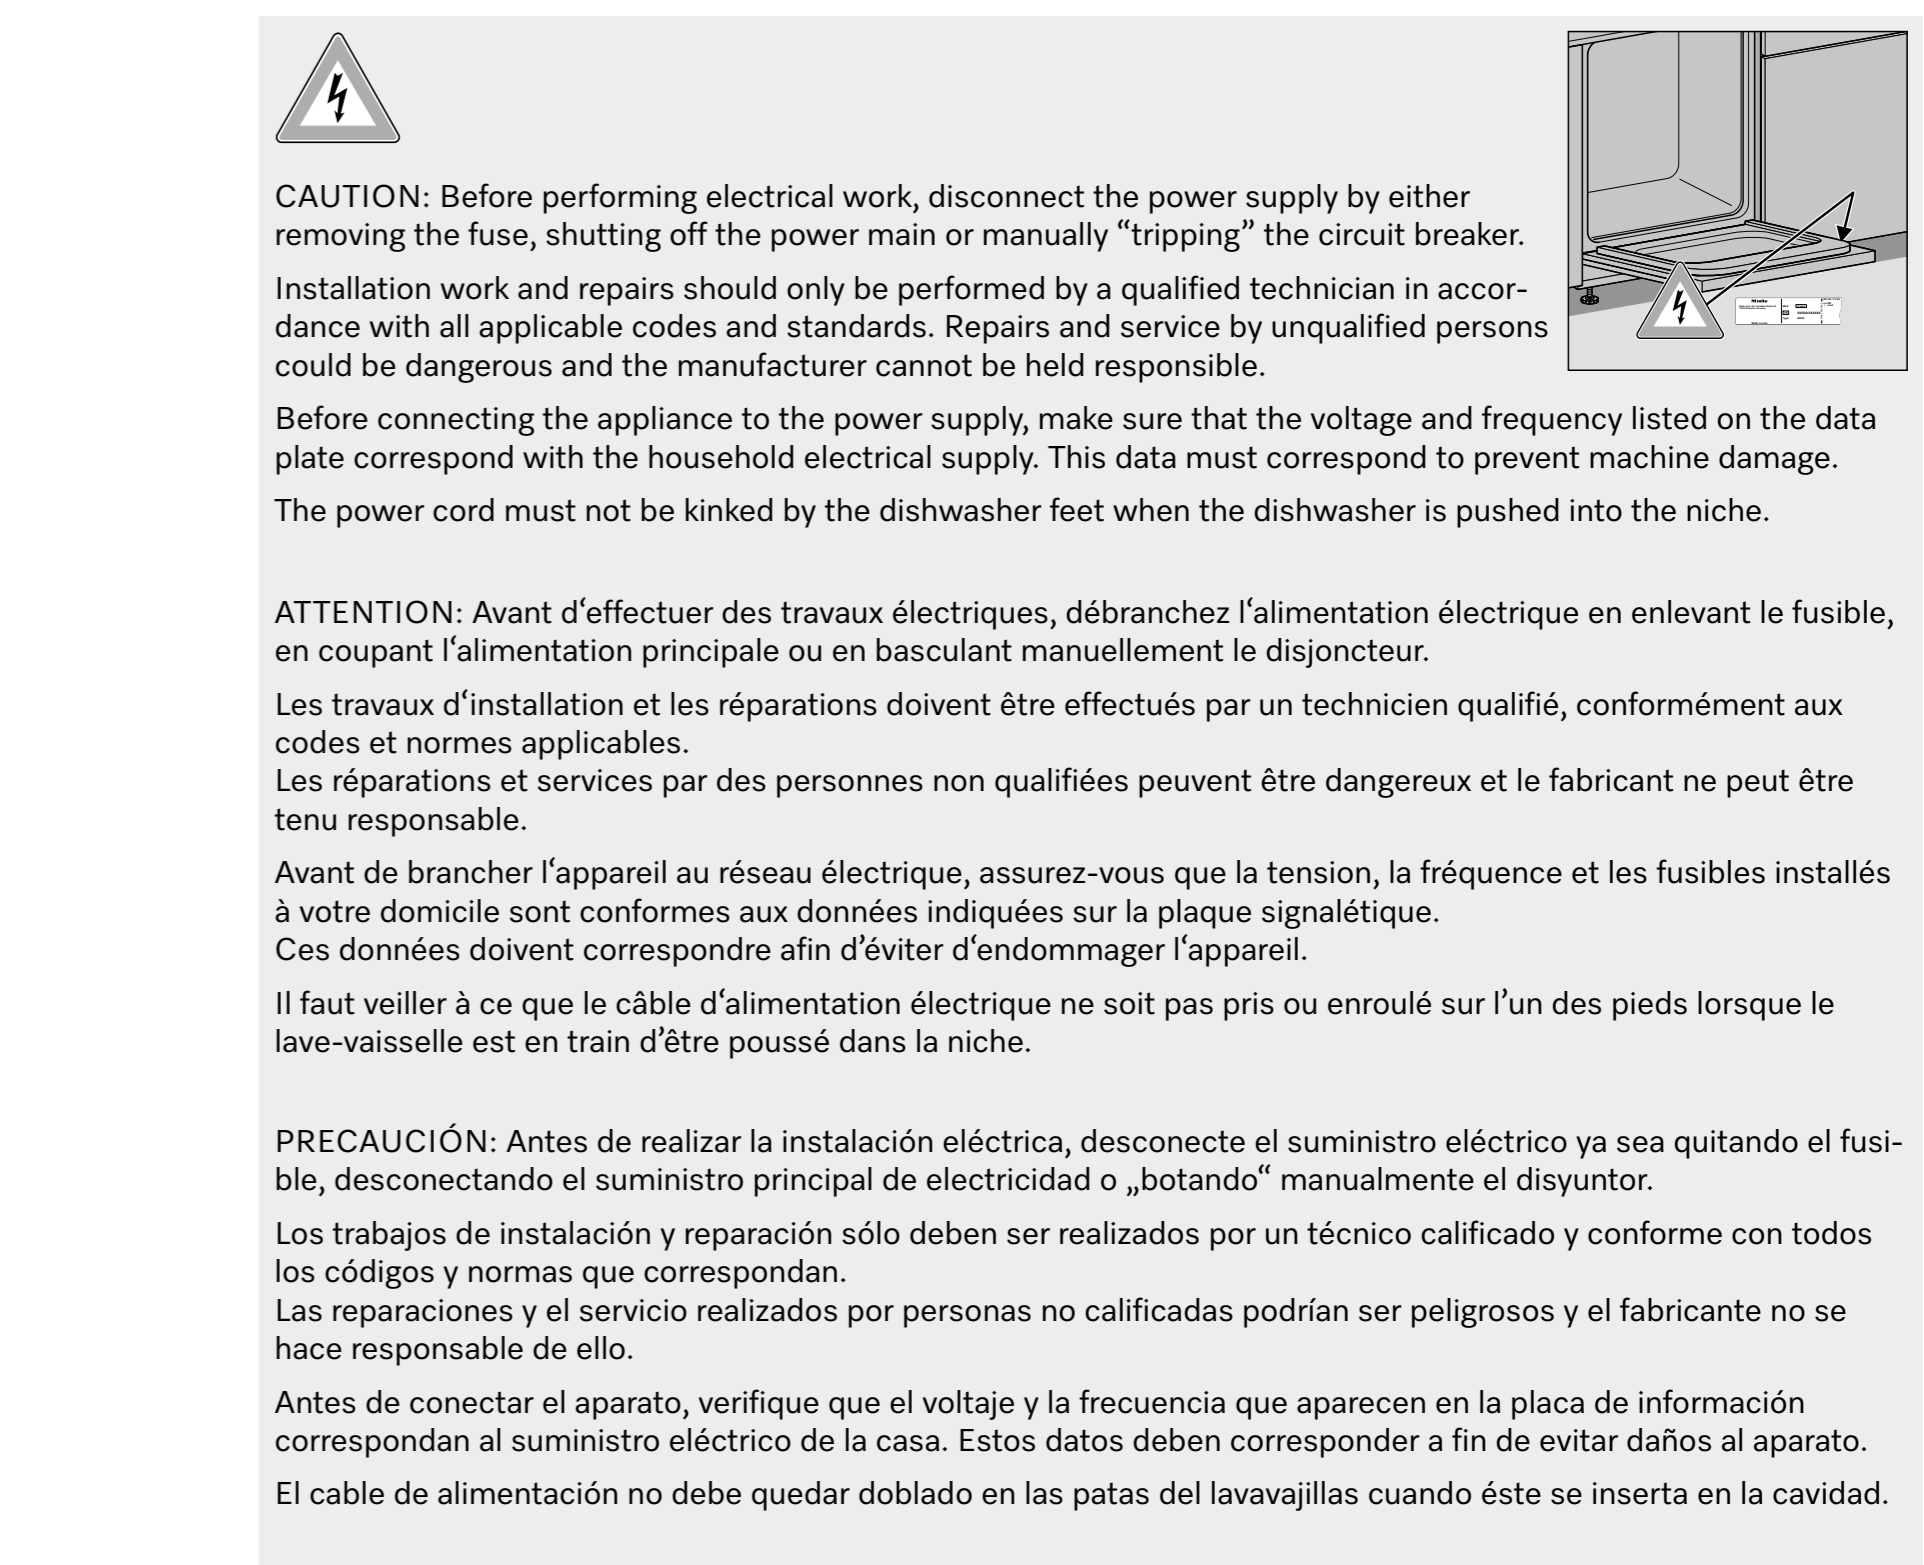 CAUTION: Before performing electrical work, disconnect the power supply by either
removing the fuse, shutting off the power main or manually “tripping” the circuit breaker.
Installation work and repairs should only be performed by a qualified technician in accor-
dance with all applicable codes and standards. Repairs and service by unqualified persons
could be dangerous and the manufacturer cannot be held responsible.
Miele
Before connecting the appliance to the power supply, make sure that the voltage and frequency listed on the data
plate correspond with the household electrical supply. This data must correspond to prevent machine damage.
The power cord must not be kinked by the dishwasher feet when the dishwasher is pushed into the niche.
ATTENTION: Avant d‘effectuer des travaux électriques, débranchez l‘alimentation électrique en enlevant le fusible,
en coupant l‘alimentation principale ou en basculant manuellement le disjoncteur.
Les travaux d‘installation et les réparations doivent être effectués par un technicien qualifié, conformément aux
codes et normes applicables.
Les réparations et services par des personnes non qualifiées peuvent être dangereux et le fabricant ne peut être
tenu responsable.
Avant de brancher l‘appareil au réseau électrique, assurez-vous que la tension, la fréquence et les fusibles installés
à votre domicile sont conformes aux données indiquées sur la plaque signalétique.
Ces données doivent correspondre afin d’éviter d‘endommager l‘appareil.
Il faut veiller à ce que le câble d‘alimentation électrique ne soit pas pris ou enroulé sur l’un des pieds lorsque le
lave-vaisselle est en train d’être poussé dans la niche.
PRECAUCIÓN: Antes de realizar la instalación eléctrica, desconecte el suministro eléctrico ya sea quitando el fusi-
ble, desconectando el suministro principal de electricidad o „botando“ manualmente el disyuntor.
Los trabajos de instalación y reparación sólo deben ser realizados por un técnico calificado y conforme con todos
los códigos y normas que correspondan.
Las reparaciones y el servicio realizados por personas no calificadas podrían ser peligrosos y el fabricante no se
hace responsable de ello.
Antes de conectar el aparato, verifique que el voltaje y la frecuencia que aparecen en la placa de información
correspondan al suministro eléctrico de la casa. Estos datos deben corresponder a fin de evitar daños al aparato.
El cable de alimentación no debe quedar doblado en las patas del lavavajillas cuando éste se inserta en la cavidad.